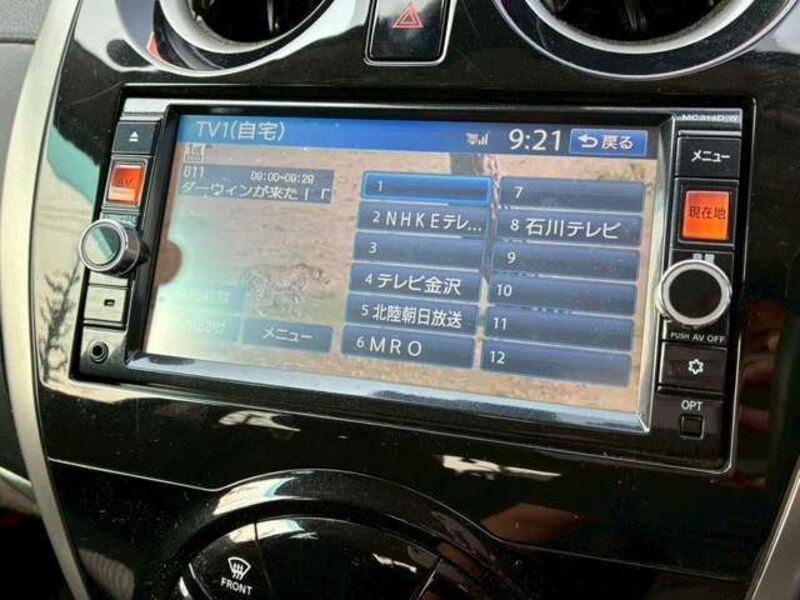 MC314D-W
TV1(自宅) 9:21 戻る
メニュー
AV
現在地
811 09:00-09:29
ダーウィンが来た
1
2 NHKEテレ...
3
4 テレビ金沢
5 北陸朝日放送
6 MRO
7
8 石川テレビ
9
10
11
12
メニュー
PUSH AV OFF
OPT
FRONT